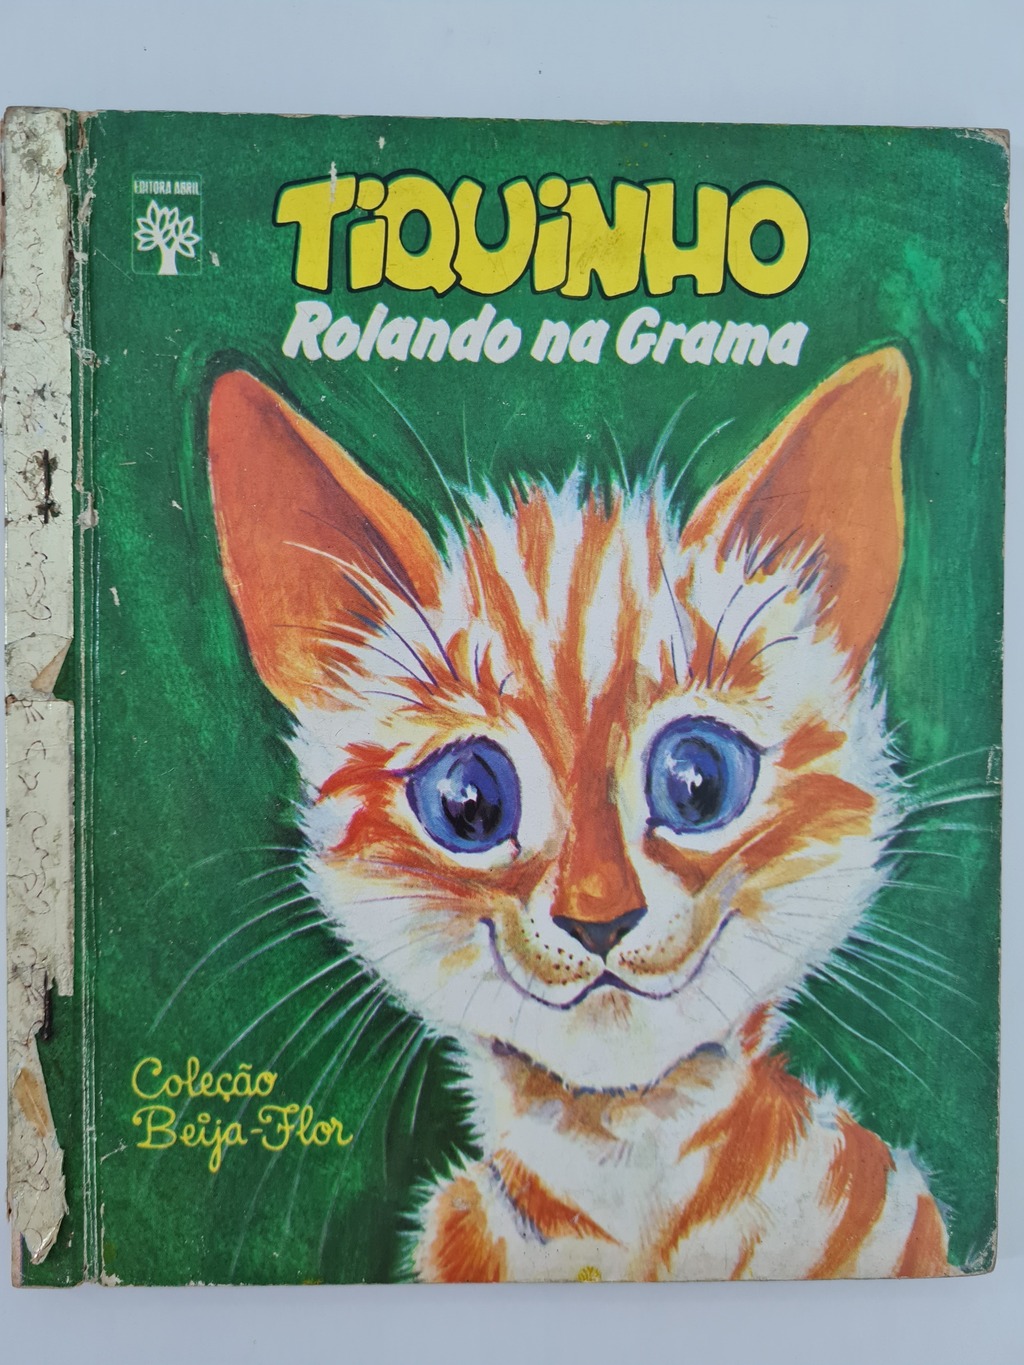 EDITORA ABRIL
TiQUiNHO
Rolando na Grama
Coleção
Beija-Flor